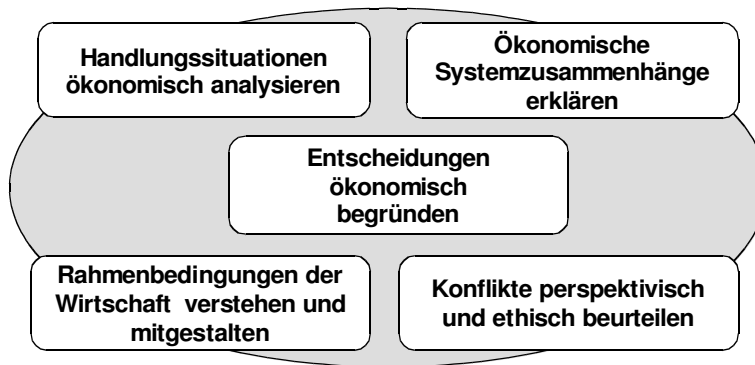 Handlungssituationen
ökonomisch analysieren
Ökonomische
Systemzusammenhänge
erklären
Entscheidungen
ökonomisch
begründen
Rahmenbedingungen der
Wirtschaft verstehen und
mitgestalten
Konflikte perspektivisch
und ethisch beurteilen